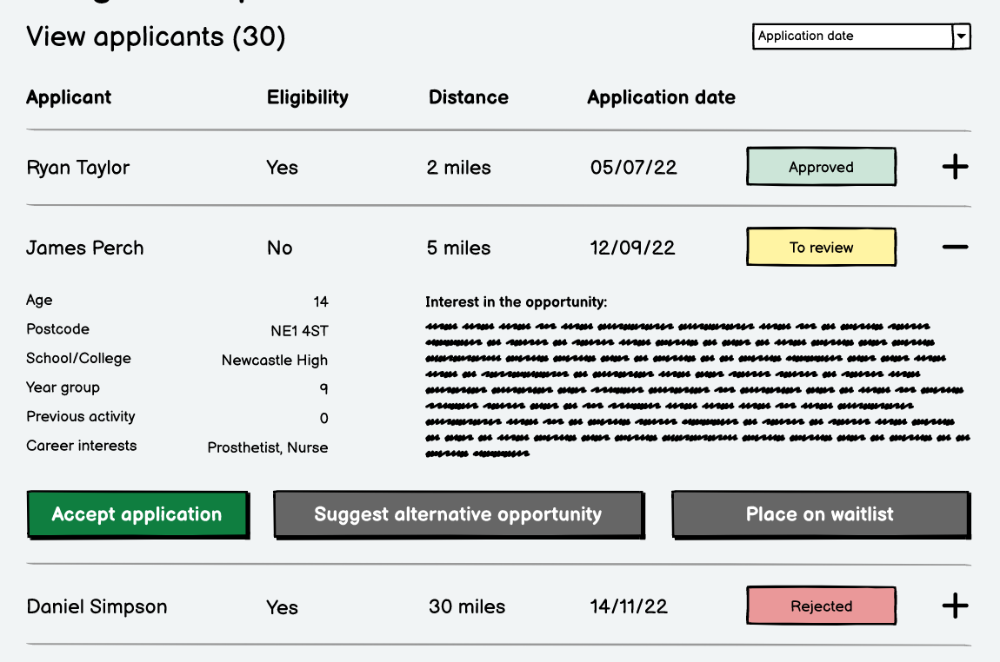 View applicants (30)
Application date
Applicant Eligibility Distance Application date
Ryan Taylor Yes 2 miles 05/07/22 Approved
James Perch No 5 miles 12/09/22 To review
Age 14
Postcode NE1 4ST
School/College Newcastle High
Year group 9
Previous activity 0
Career interests Prosthetist, Nurse
Interest in the opportunity:
Accept application Suggest alternative opportunity Place on waitlist
Daniel Simpson Yes 30 miles 14/11/22 Rejected